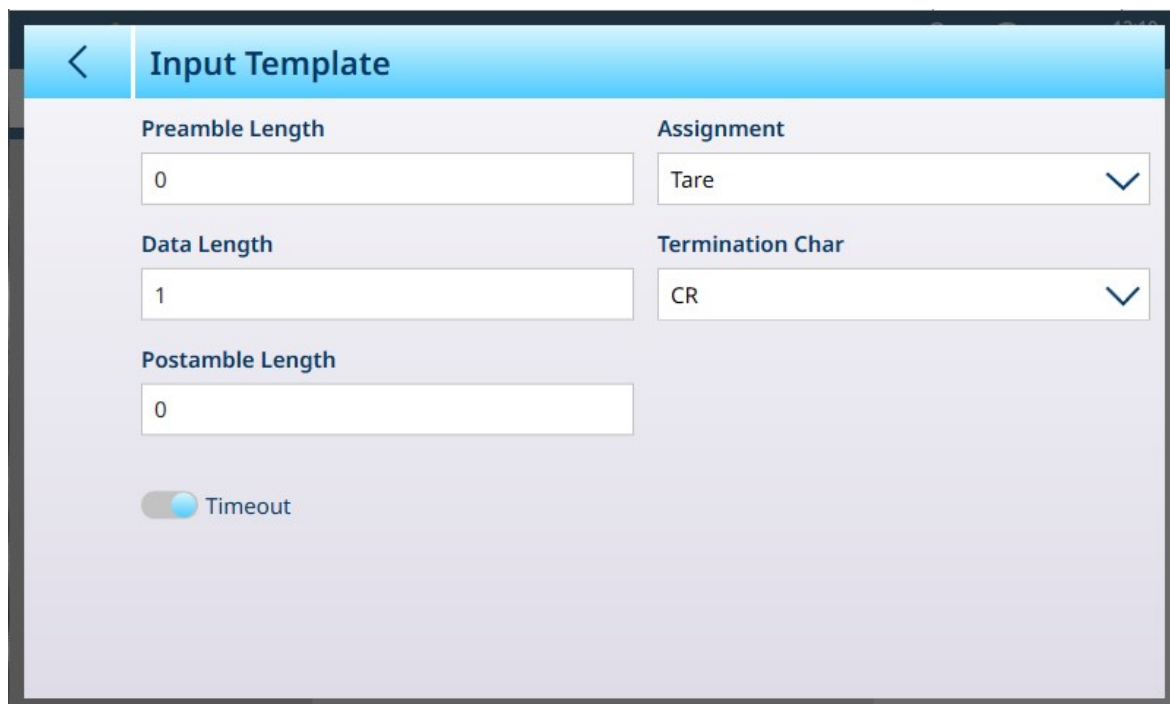 Input Template
Preamble Length
0
Assignment
Tare
Data Length
1
Termination Char
CR
Postamble Length
0
Timeout